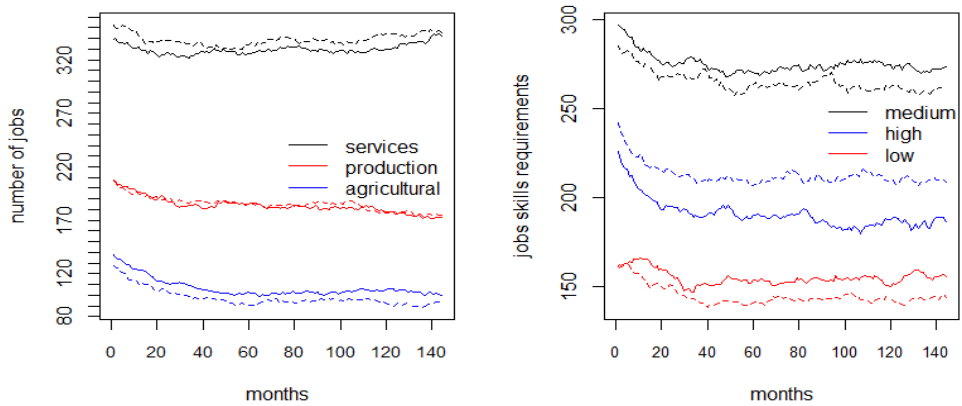 number of jobs
320
270
220
170
120
80
services
production
agricultural
0 20 40 60 80 100 120 140
months
jobs skills requirements
300
250
200
150
medium
high
low
0 20 40 60 80 100 120 140
months